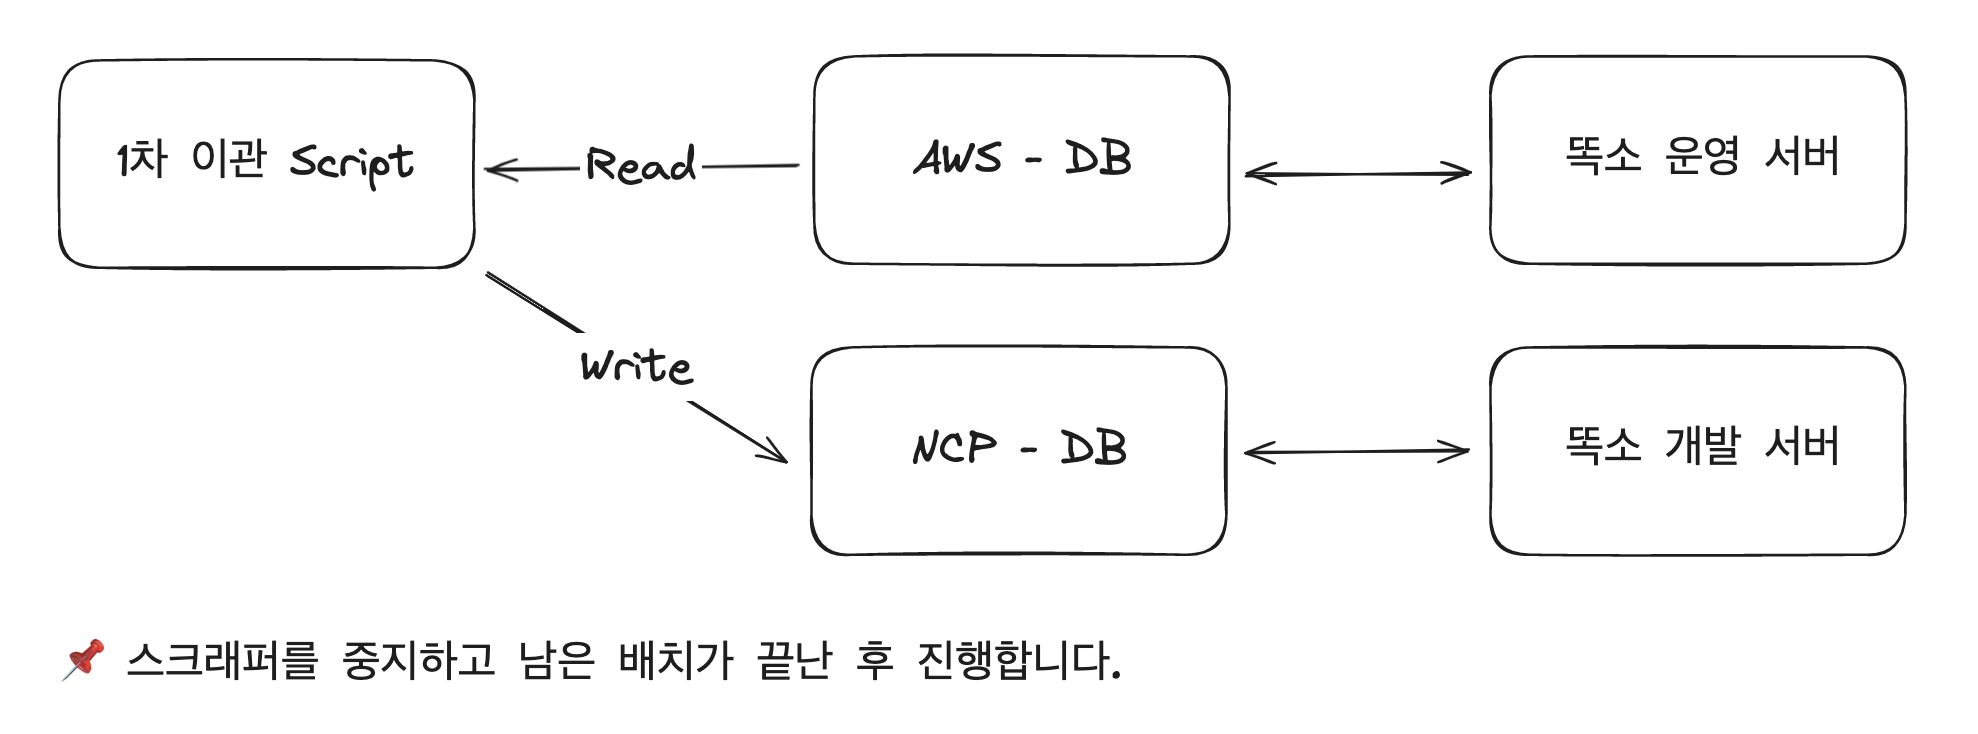 1차 이관 Script
Read
AWS - DB
똑소 운영 서버
Write
NCP - DB
똑소 개발 서버
📌 스크래퍼를 중지하고 남은 배치가 끝난 후 진행합니다.